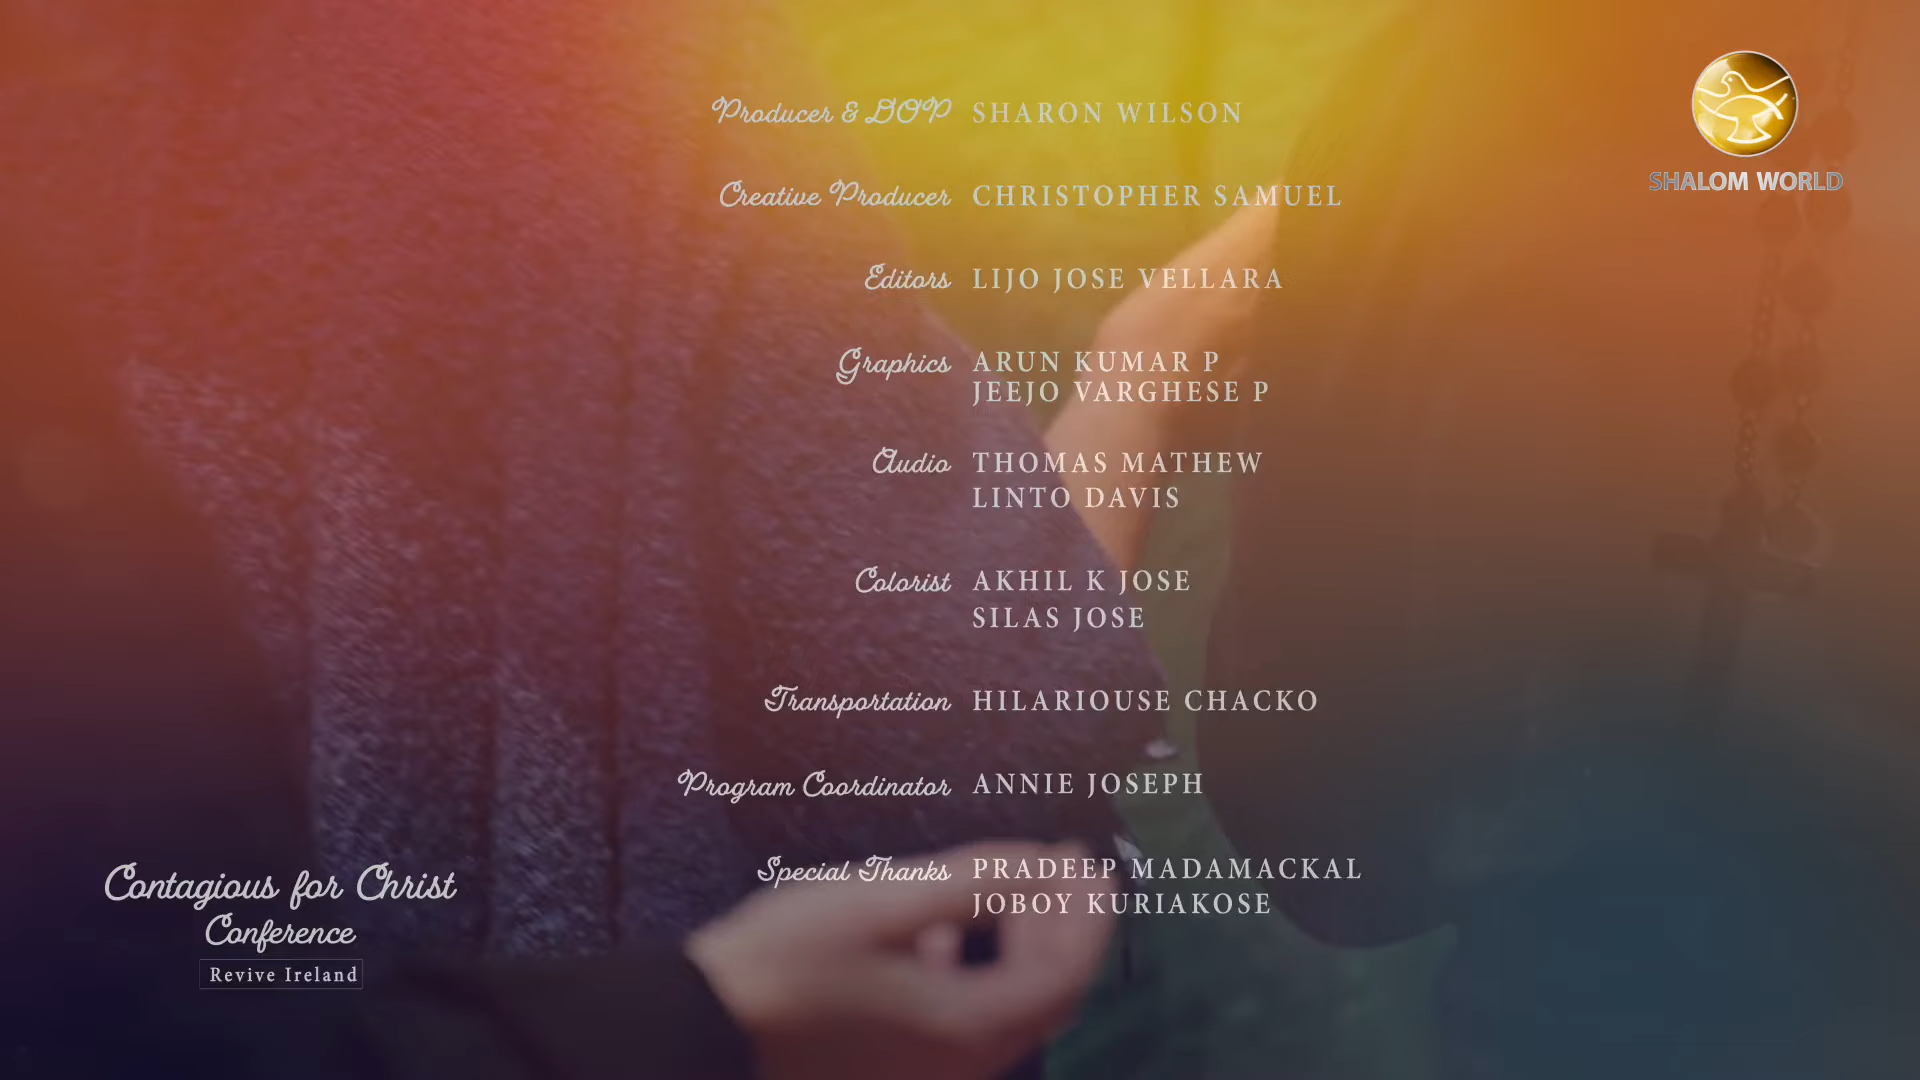 Producer & DOP SHARON WILSON
SHALOM WORLD
Creative Producer CHRISTOPHER SAMUEL
Editors LIJO JOSE VELLARA
Graphics ARUN KUMAR P
JEEJO VARGHESE P
Audio THOMAS MATHEW
LINTO DAVIS
Colorist AKHIL K JOSE
SILAS JOSE
Transportation HILARIOUSE CHACKO
Program Coordinator ANNIE JOSEPH
Special Thanks PRADEEP MADAMACKAL
JOBOY KURIAKOSE
Contagious for Christ
Conference
Revive Ireland